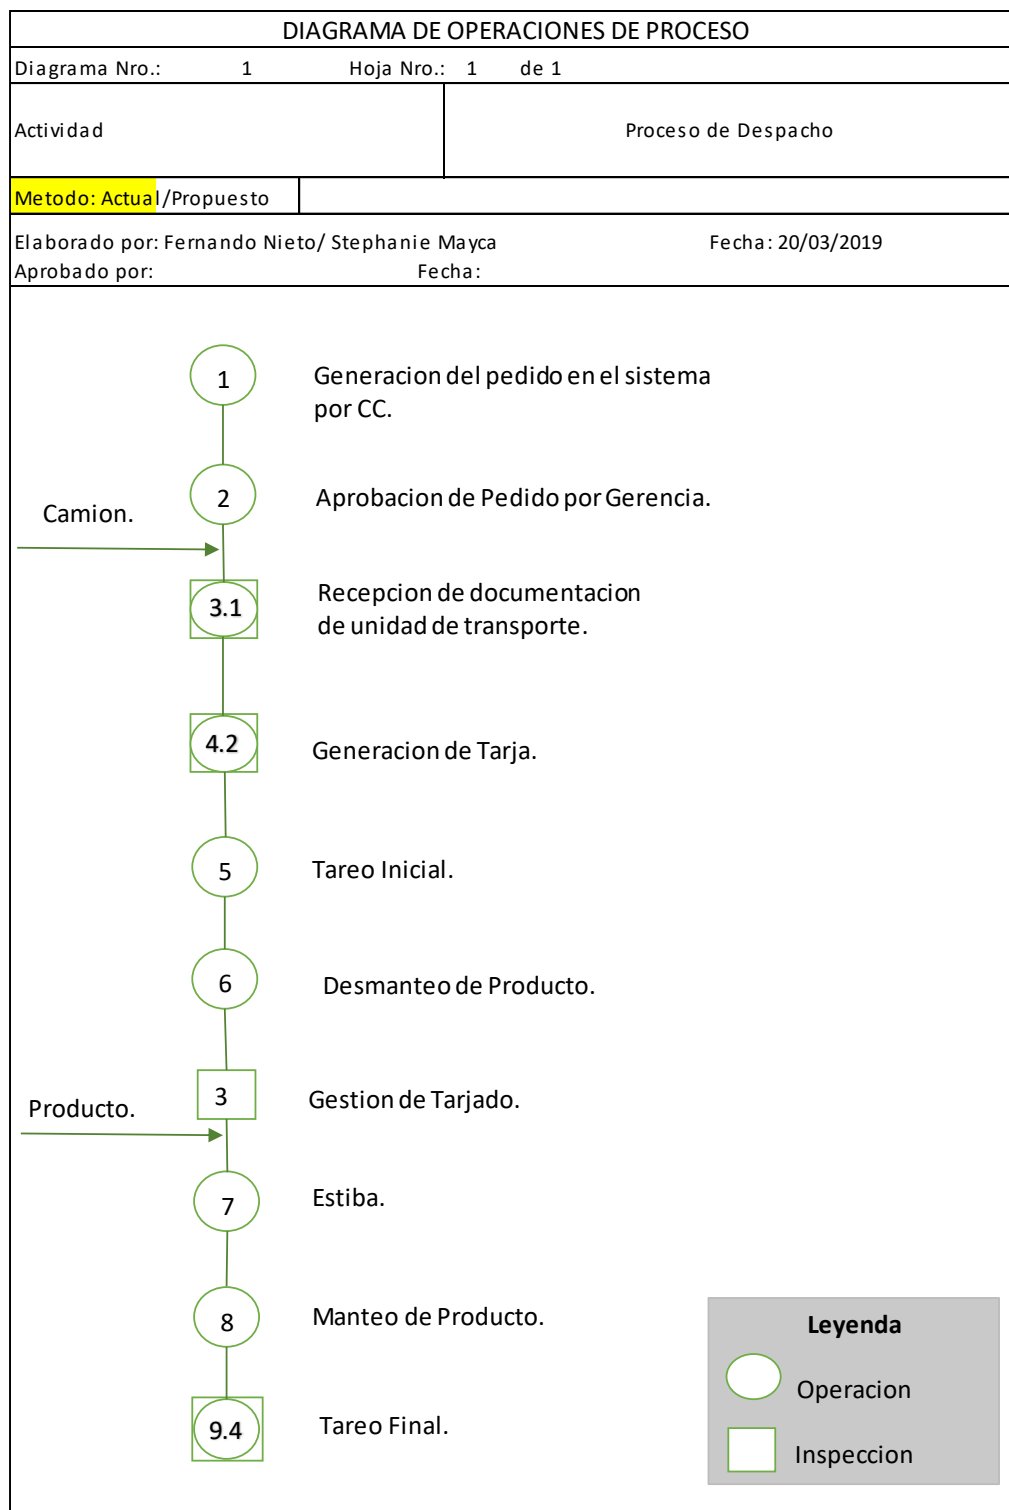 DIAGRAMA DE OPERACIONES DE PROCESO
Diagrama Nro.: 1 Hoja Nro.: 1 de 1
Actividad Proceso de Despacho
Metodo: Actual/Propuesto
Elaborado por: Fernando Nieto/ Stephanie Mayca Fecha: 20/03/2019
Aprobado por: Fecha:
1 Generacion del pedido en el sistema
por CC.
2 Aprobacion de Pedido por Gerencia.
Camion.
3.1 Recepcion de documentacion
de unidad de transporte.
4.2 Generacion de Tarja.
5 Tareo Inicial.
6 Desmanteo de Producto.
3 Gestion de Tarjado.
Producto.
7 Estiba.
8 Manteo de Producto.
9.4 Tareo Final.
Leyenda
Operacion
Inspeccion